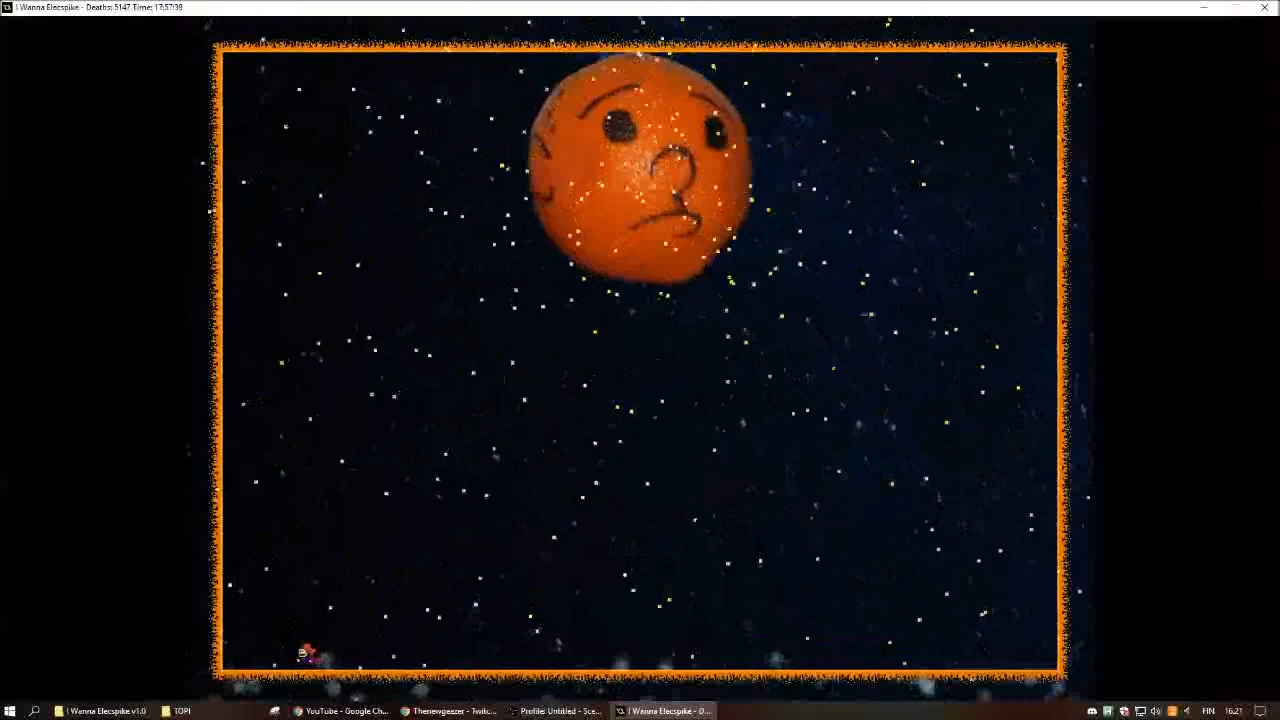 I Wanna Elecspike - Deaths: 5147 Time: 17:57:39
I Wanna Elecspike v1.0
TOPI
YouTube - Google Ch...
Thenewgeezer - Twitc...
Profile: Untitled - Sce...
I Wanna Elecspike - D...
FIN
16.21